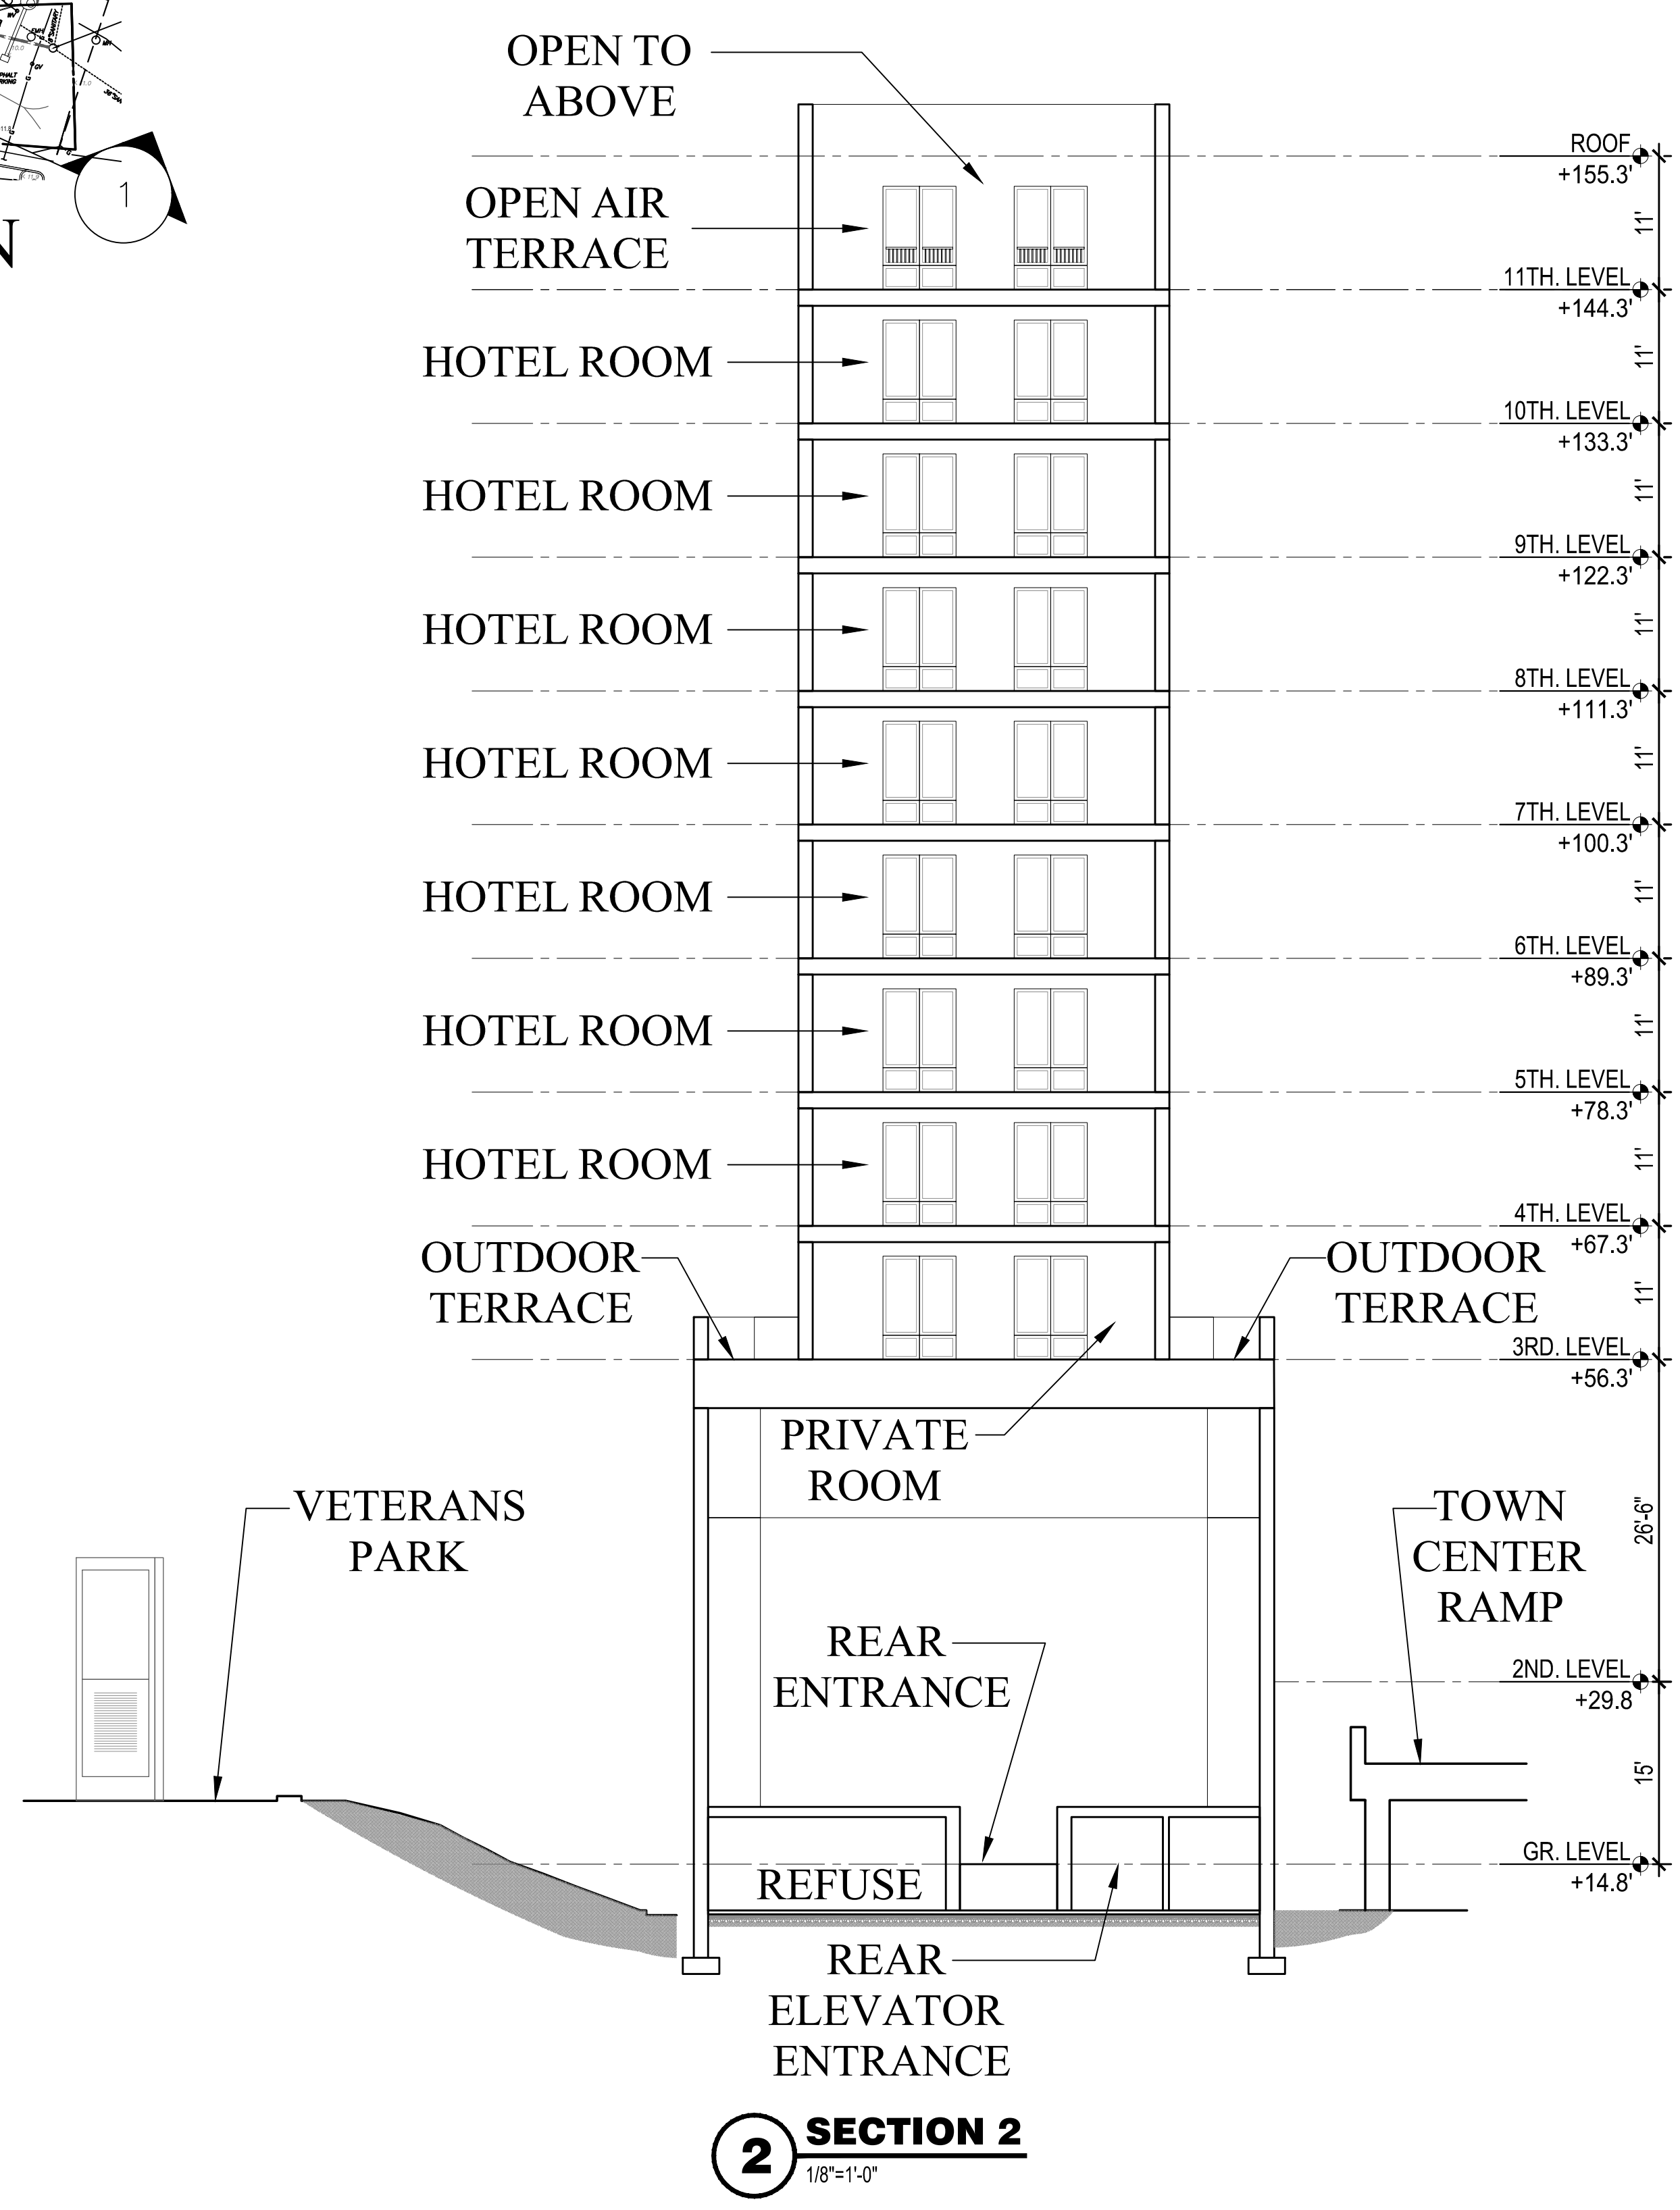 1
N
OPEN TO
ABOVE
ROOF
+155.3'
11'
OPEN AIR
TERRACE
11TH. LEVEL
+144.3'
11'
HOTEL ROOM
10TH. LEVEL
+133.3'
11'
HOTEL ROOM
9TH. LEVEL
+122.3'
11'
HOTEL ROOM
8TH. LEVEL
+111.3'
11'
HOTEL ROOM
7TH. LEVEL
+100.3'
11'
HOTEL ROOM
6TH. LEVEL
+89.3'
11'
HOTEL ROOM
5TH. LEVEL
+78.3'
11'
HOTEL ROOM
4TH. LEVEL
+67.3'
11'
OUTDOOR
TERRACE
OUTDOOR
TERRACE
3RD. LEVEL
+56.3'
PRIVATE
ROOM
26'-6"
VETERANS
PARK
TOWN
CENTER
RAMP
REAR
ENTRANCE
2ND. LEVEL
+29.8
15'
GR. LEVEL
+14.8'
REFUSE
REAR
ELEVATOR
ENTRANCE
2
SECTION 2
1/8"=1'-0"